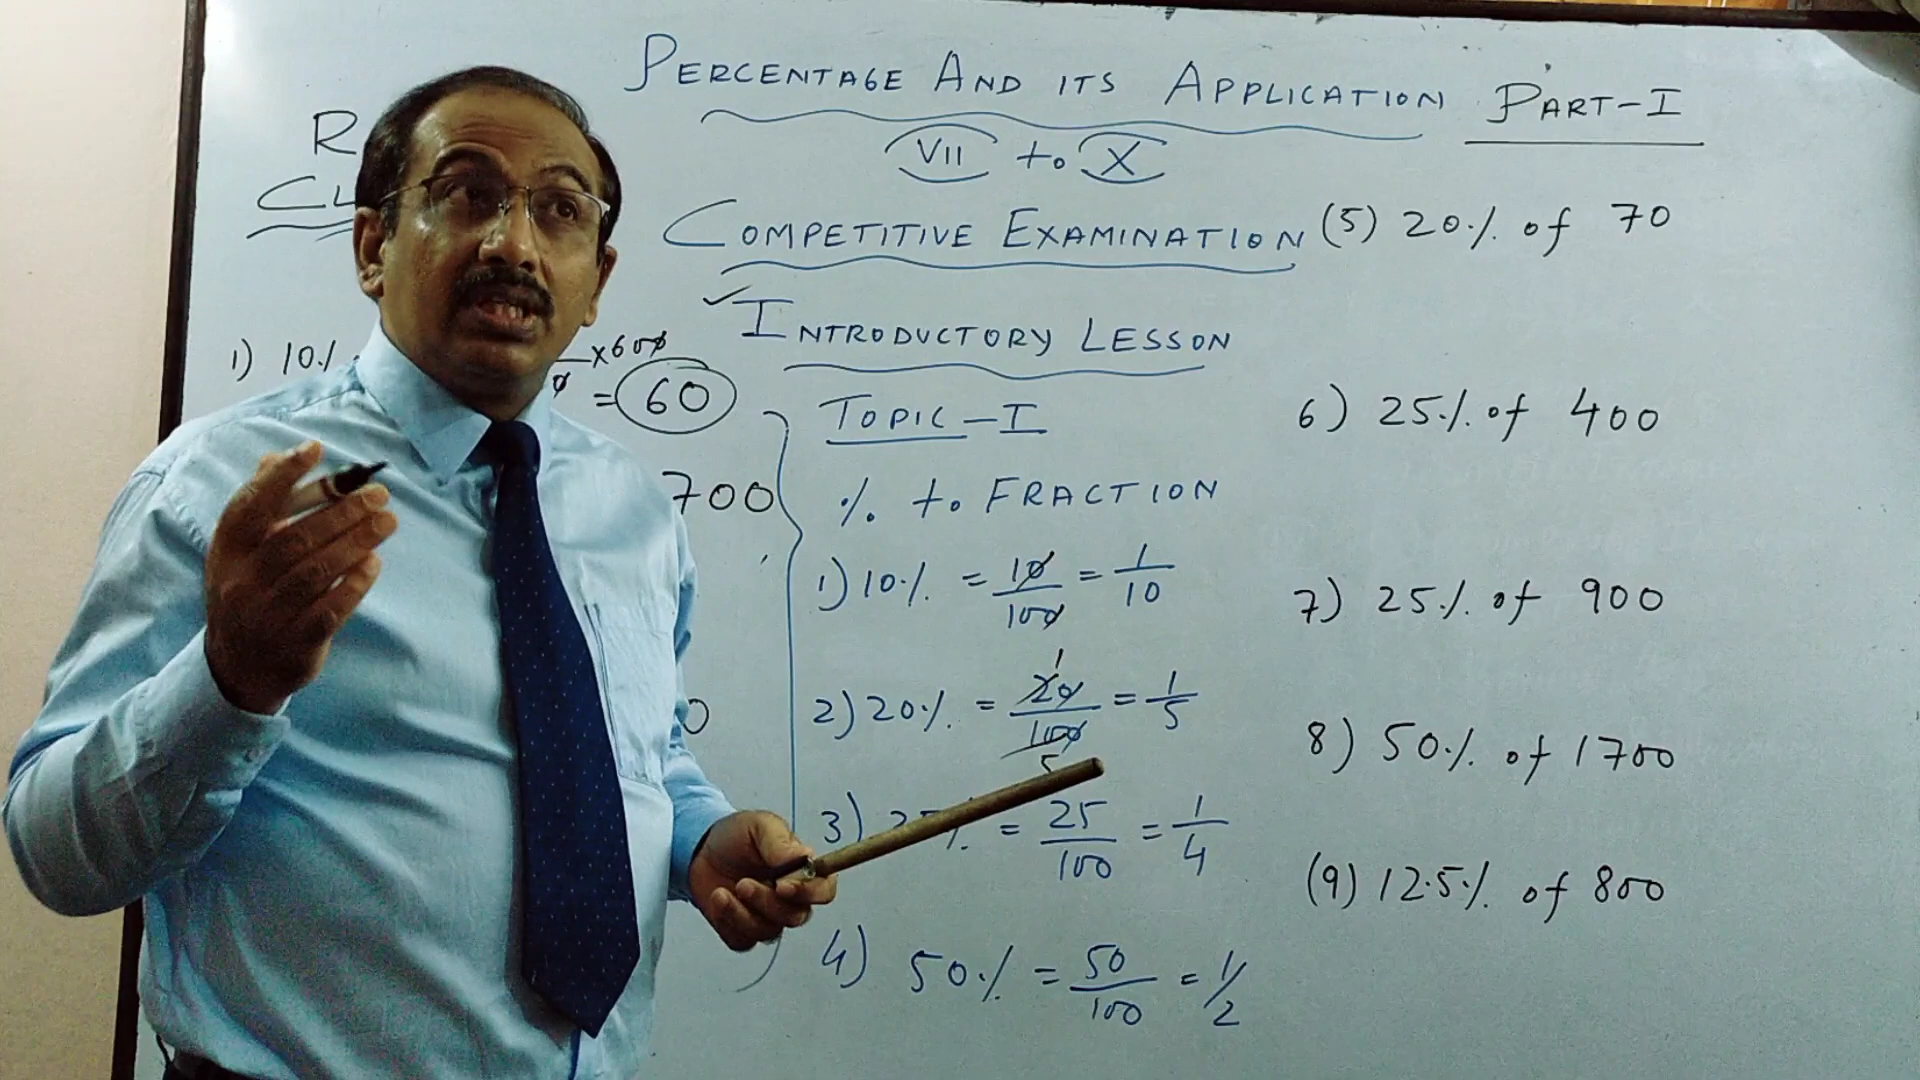 PERCENTAGE AND ITS APPLICATION PART-I
VII to X
COMPETITIVE EXAMINATION
INTRODUCTORY LESSON
1) 10%
×600
= 60
700
TOPIC-I
% to FRACTION
1) 10% = 10/100 = 1/10
2) 20% = 20/100 = 1/5
1
5
3) 25% = 25/100 = 1/4
4) 50% = 50/100 = 1/2
(5) 20% of 70
6) 25% of 400
7) 25% of 900
8) 50% of 1700
(9) 12.5% of 800